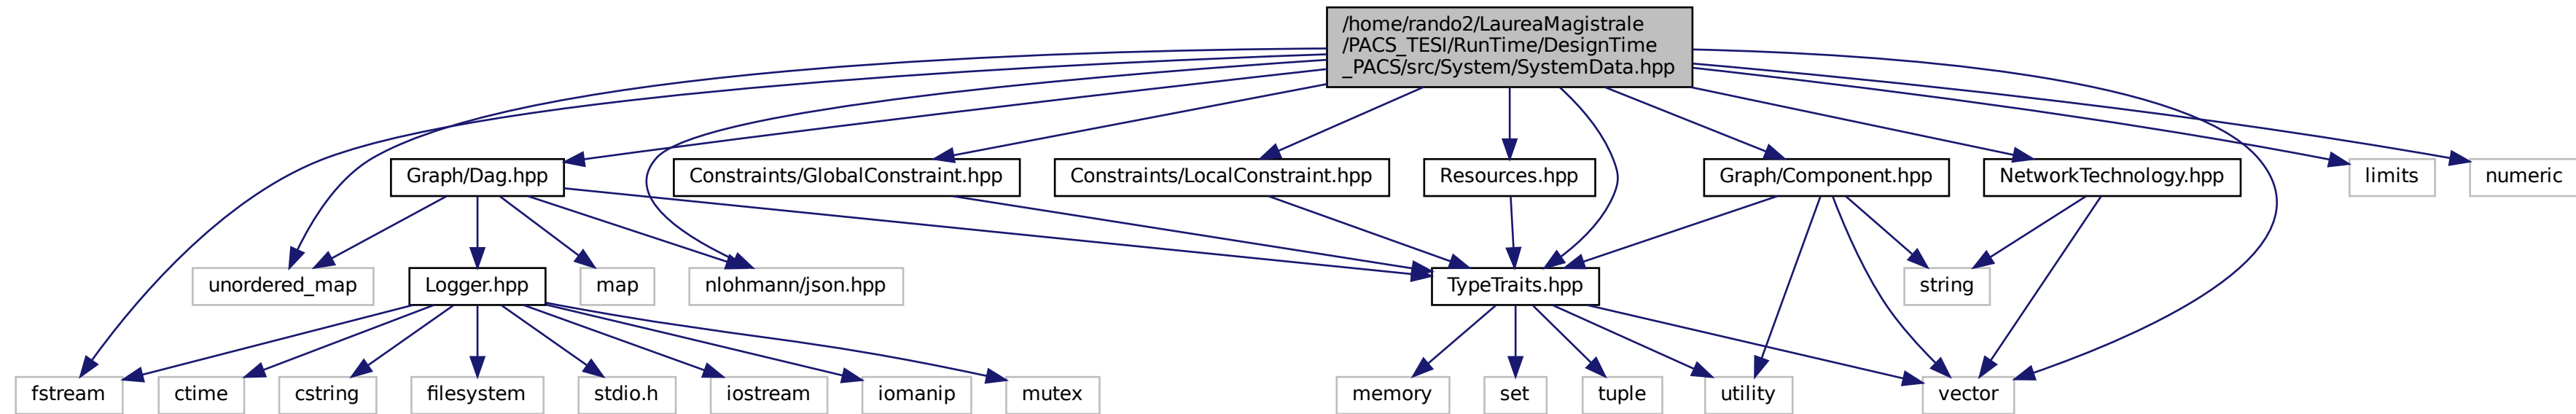 /home/rando2/LaureaMagistrale
/PACS_TESI/RunTime/DesignTime
_PACS/src/System/SystemData.hpp
Graph/Dag.hpp
Constraints/GlobalConstraint.hpp
Constraints/LocalConstraint.hpp
Resources.hpp
Graph/Component.hpp
NetworkTechnology.hpp
limits
numeric
unordered_map
Logger.hpp
map
nlohmann/json.hpp
TypeTraits.hpp
string
fstream
ctime
cstring
filesystem
stdio.h
iostream
iomanip
mutex
memory
set
tuple
utility
vector